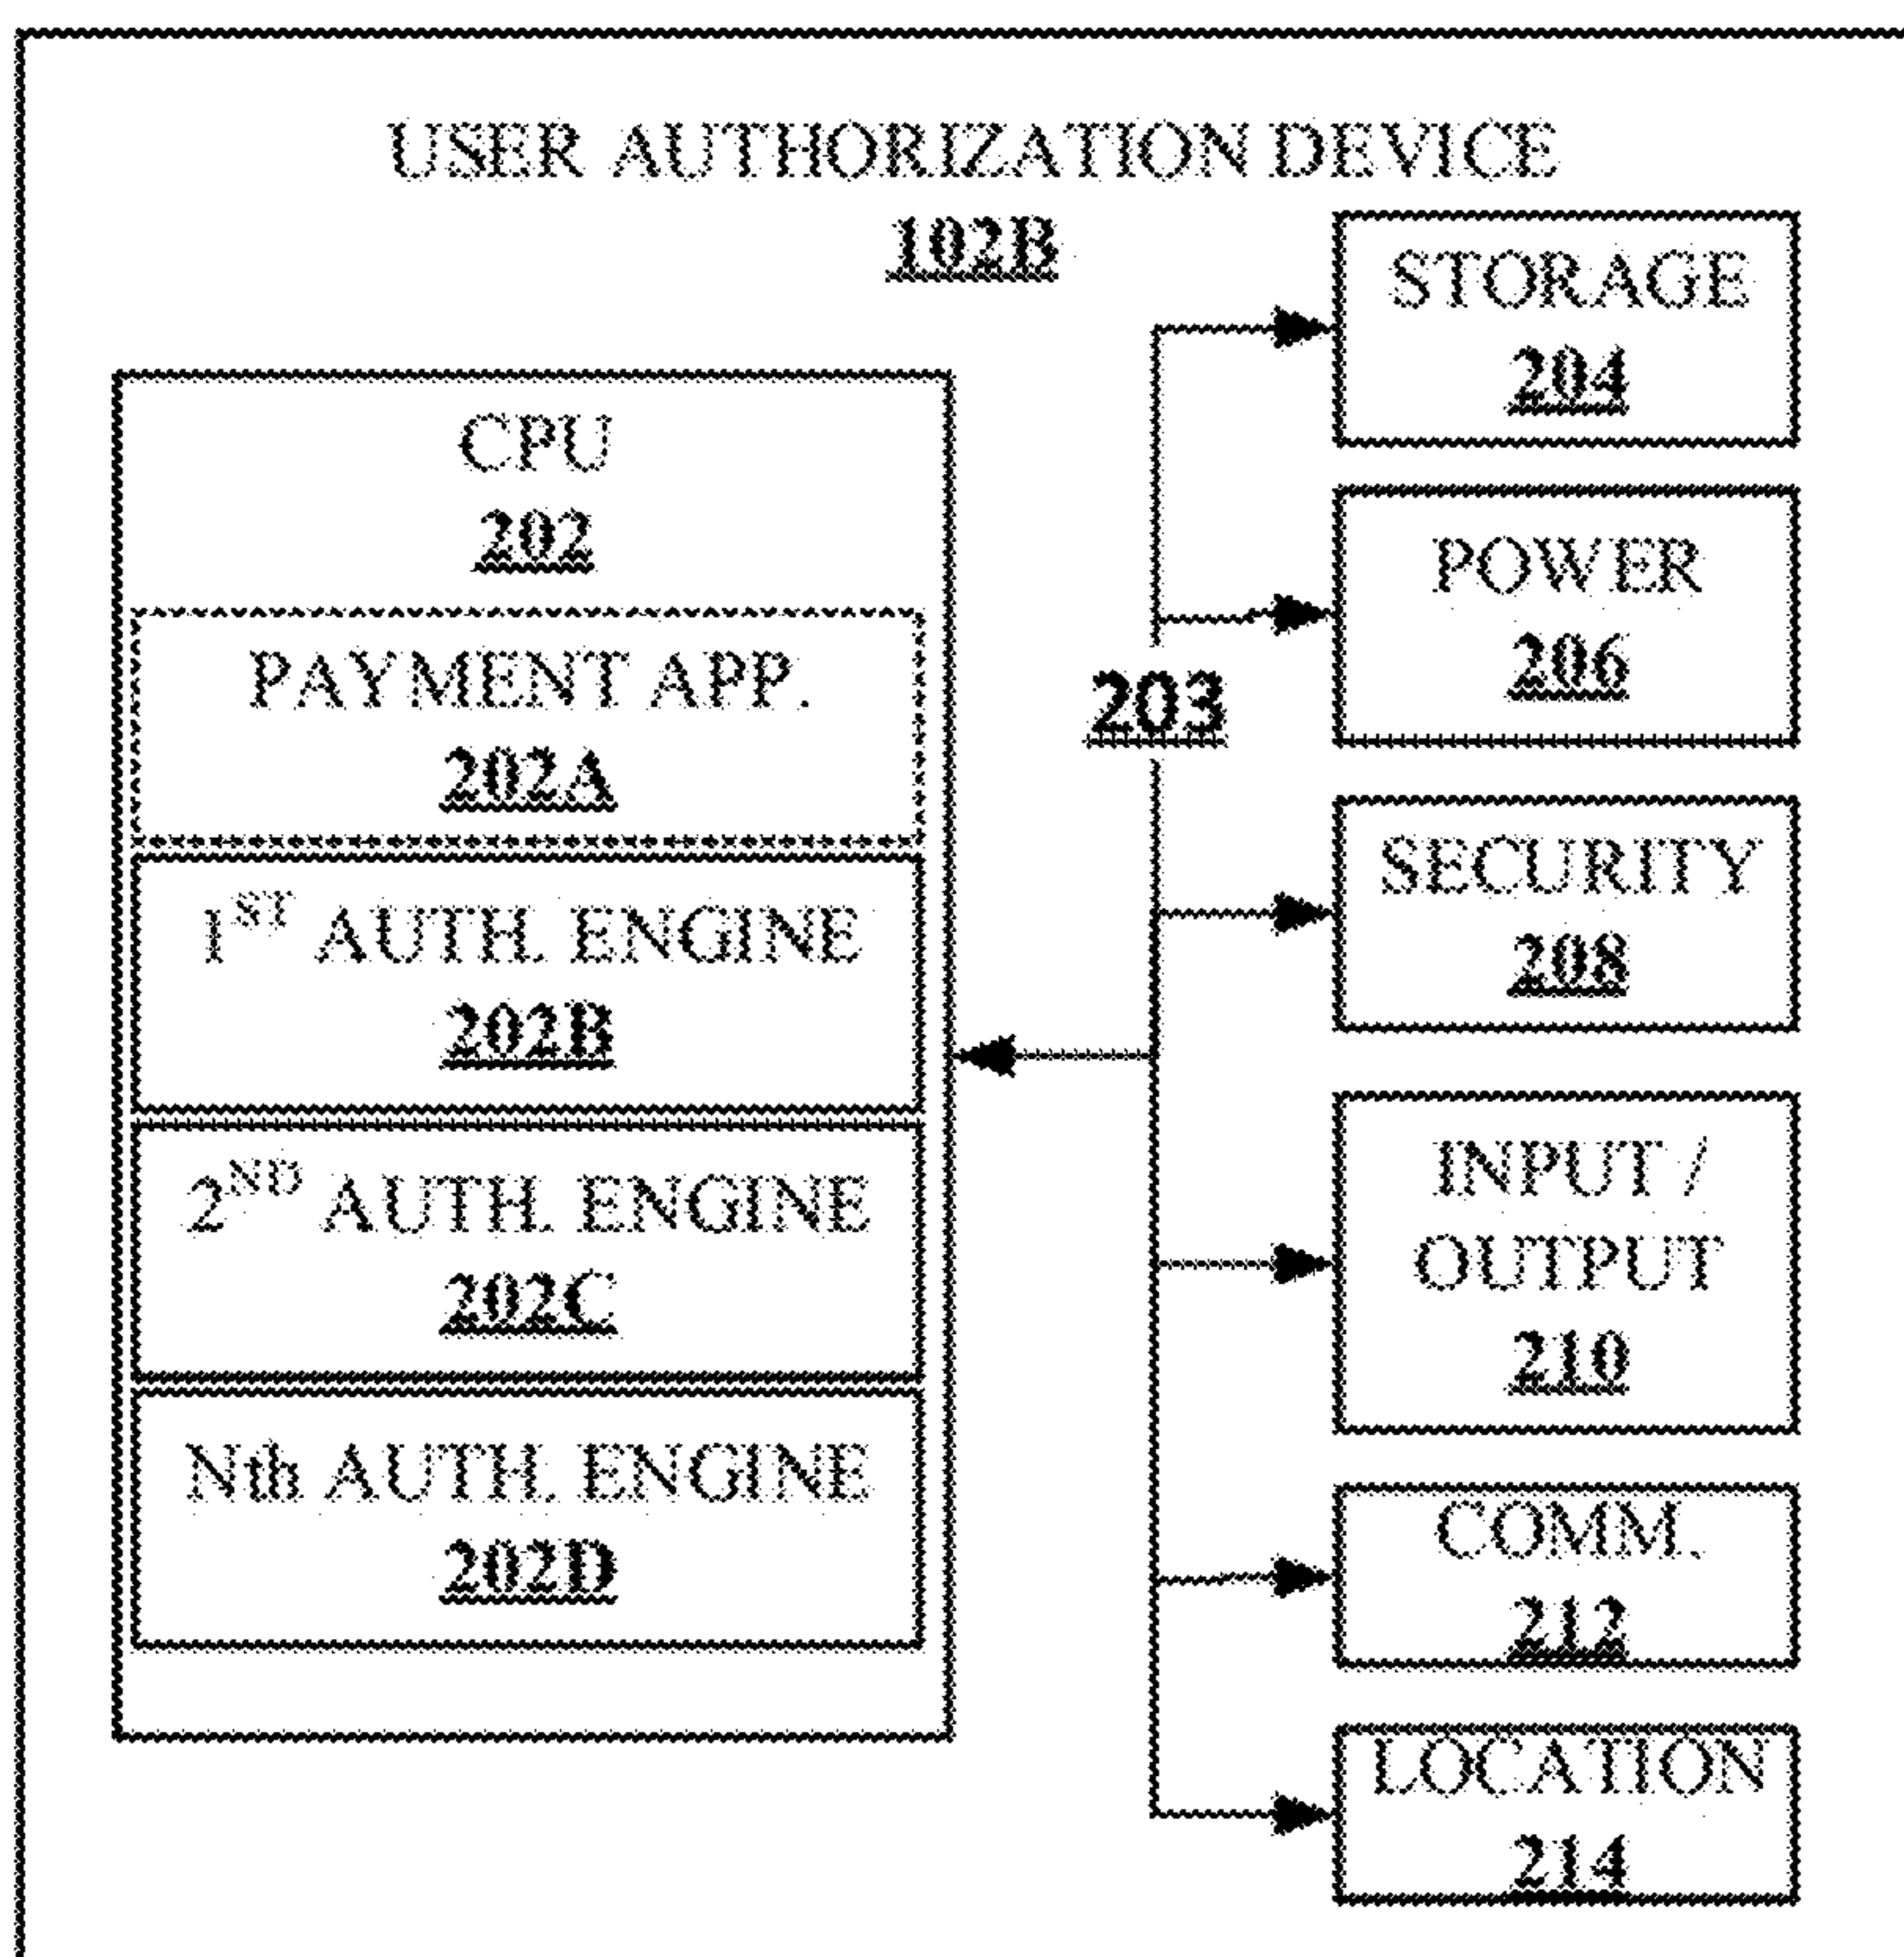 USER AUTHORIZATION DEVICE
102B
CPU
202
PAYMENT APP.
202A
1ST AUTH. ENGINE
202B
2ND AUTH. ENGINE
202C
Nth AUTH. ENGINE
202D
203
STORAGE
204
POWER
206
SECURITY
208
INPUT /
OUTPUT
210
COMM.
212
LOCATION
214